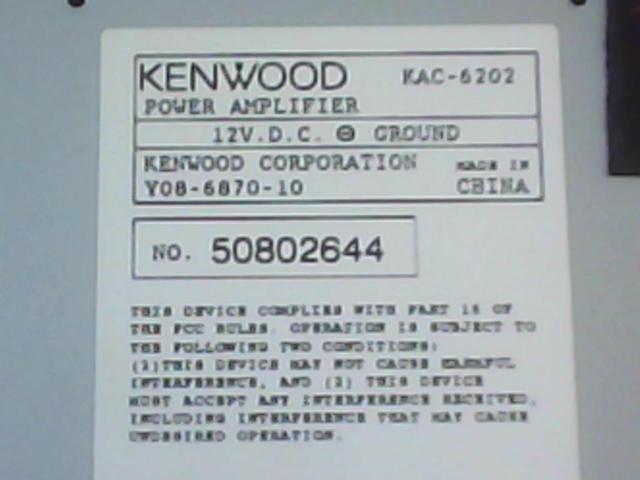 KENWOOD KAC-6202
POWER AMPLIFIER
12V.D.C. ⊖ GROUND
KENWOOD CORPORATION MADE IN
Y08-6870-10 CHINA
NO. 50802644
THIS DEVICE COMPLIES WITH PART 15 OF
THE FCC RULES. OPERATION IS SUBJECT TO
THE FOLLOWING TWO CONDITIONS:
(1)THIS DEVICE MAY NOT CAUSE HARMFUL
INTERFERENCE, AND (2) THIS DEVICE
MUST ACCEPT ANY INTERFERENCE RECEIVED,
INCLUDING INTERFERENCE THAT MAY CAUSE
UNDESIRED OPERATION.